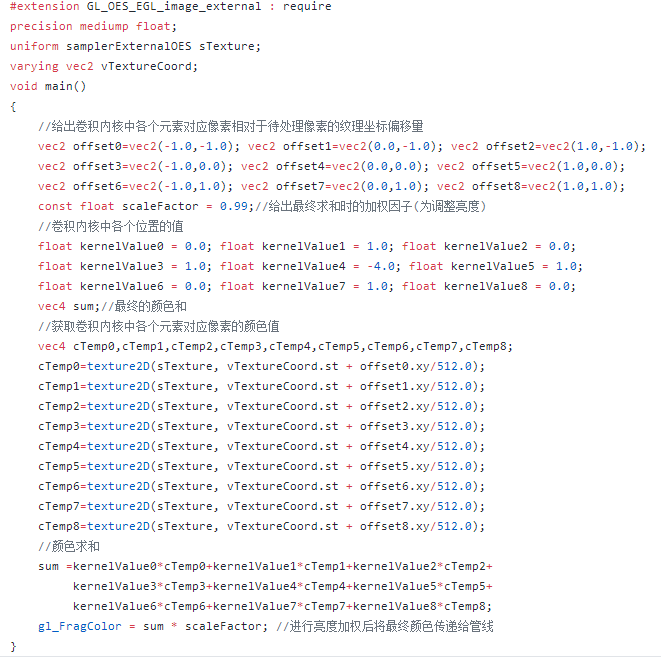 #extension GL_OES_EGL_image_external : require
precision mediump float;
uniform samplerExternalOES sTexture;
varying vec2 vTextureCoord;
void main()
{
    //给出卷积内核中各个元素对应像素相对于待处理像素的纹理坐标偏移量
    vec2 offset0=vec2(-1.0,-1.0); vec2 offset1=vec2(0.0,-1.0); vec2 offset2=vec2(1.0,-1.0);
    vec2 offset3=vec2(-1.0,0.0); vec2 offset4=vec2(0.0,0.0); vec2 offset5=vec2(1.0,0.0);
    vec2 offset6=vec2(-1.0,1.0); vec2 offset7=vec2(0.0,1.0); vec2 offset8=vec2(1.0,1.0);
    const float scaleFactor = 0.99;//给出最终求和时的加权因子(为调整亮度)
    //卷积内核中各个位置的值
    float kernelValue0 = 0.0; float kernelValue1 = 1.0; float kernelValue2 = 0.0;
    float kernelValue3 = 1.0; float kernelValue4 = -4.0; float kernelValue5 = 1.0;
    float kernelValue6 = 0.0; float kernelValue7 = 1.0; float kernelValue8 = 0.0;
    vec4 sum;//最终的颜色和
    //获取卷积内核中各个元素对应像素的颜色值
    vec4 cTemp0,cTemp1,cTemp2,cTemp3,cTemp4,cTemp5,cTemp6,cTemp7,cTemp8;
    cTemp0=texture2D(sTexture, vTextureCoord.st + offset0.xy/512.0);
    cTemp1=texture2D(sTexture, vTextureCoord.st + offset1.xy/512.0);
    cTemp2=texture2D(sTexture, vTextureCoord.st + offset2.xy/512.0);
    cTemp3=texture2D(sTexture, vTextureCoord.st + offset3.xy/512.0);
    cTemp4=texture2D(sTexture, vTextureCoord.st + offset4.xy/512.0);
    cTemp5=texture2D(sTexture, vTextureCoord.st + offset5.xy/512.0);
    cTemp6=texture2D(sTexture, vTextureCoord.st + offset6.xy/512.0);
    cTemp7=texture2D(sTexture, vTextureCoord.st + offset7.xy/512.0);
    cTemp8=texture2D(sTexture, vTextureCoord.st + offset8.xy/512.0);
    //颜色求和
    sum =kernelValue0*cTemp0+kernelValue1*cTemp1+kernelValue2*cTemp2+
         kernelValue3*cTemp3+kernelValue4*cTemp4+kernelValue5*cTemp5+
         kernelValue6*cTemp6+kernelValue7*cTemp7+kernelValue8*cTemp8;
    gl_FragColor = sum * scaleFactor; //进行亮度加权后将最终颜色传递给管线
}